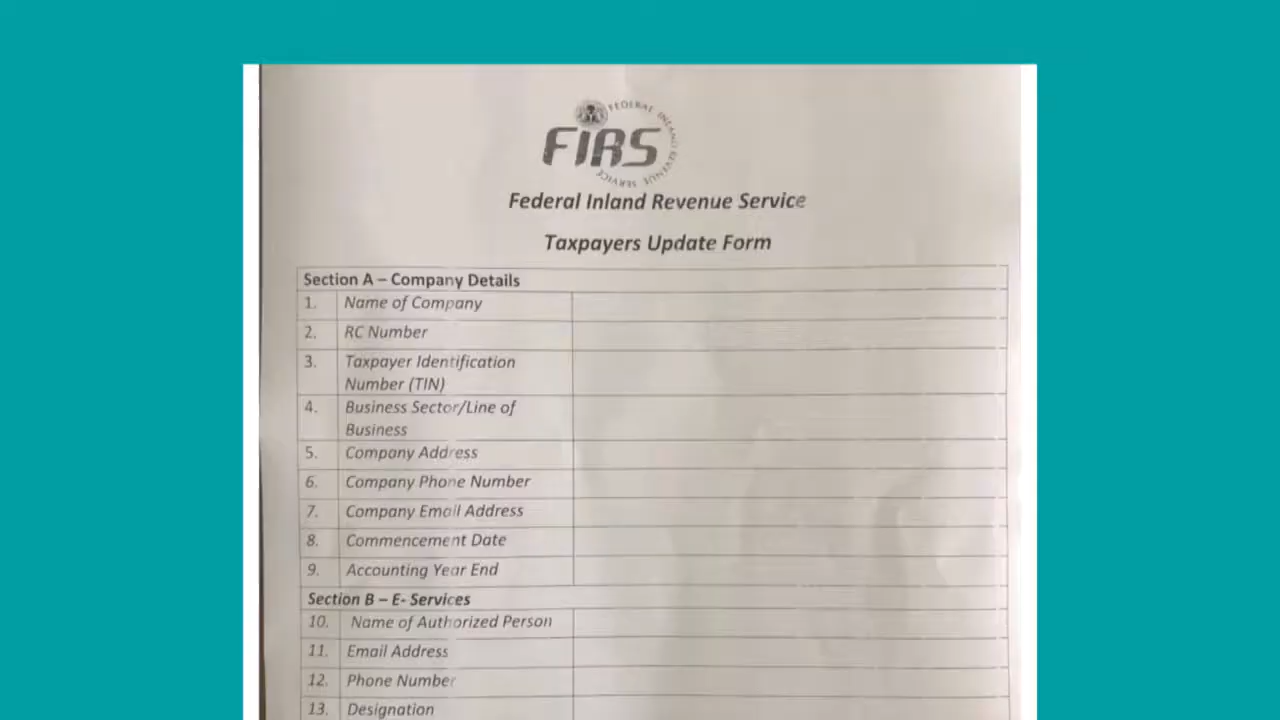 FEDERAL INLAND REVENUE SERVICE
FIRS
Federal Inland Revenue Service
Taxpayers Update Form
Section A – Company Details
1. Name of Company
2. RC Number
3. Taxpayer Identification
Number (TIN)
4. Business Sector/Line of
Business
5. Company Address
6. Company Phone Number
7. Company Email Address
8. Commencement Date
9. Accounting Year End
Section B – E- Services
10. Name of Authorized Person
11. Email Address
12. Phone Number
13. Designation